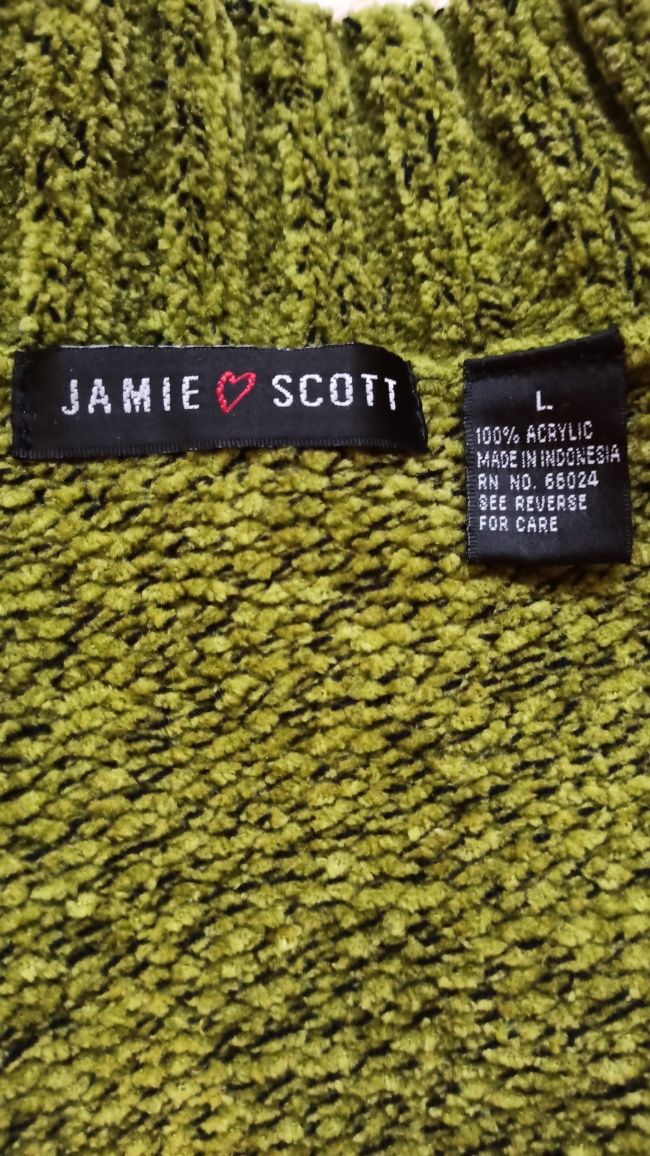 JAMIE ♡ SCOTT
L
100% ACRYLIC
MADE IN INDONESIA
RN NO. 66024
SEE REVERSE
FOR CARE